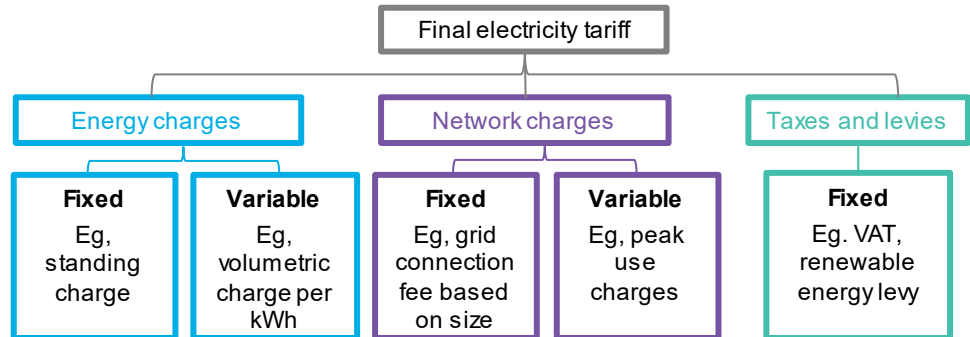 Final electricity tariff
Energy charges
Network charges
Taxes and levies
Fixed
Eg,
standing
charge
Variable
Eg,
volumetric
charge per
kWh
Fixed
Eg, grid
connection
fee based
on size
Variable
Eg, peak
use
charges
Fixed
Eg. VAT,
renewable
energy levy